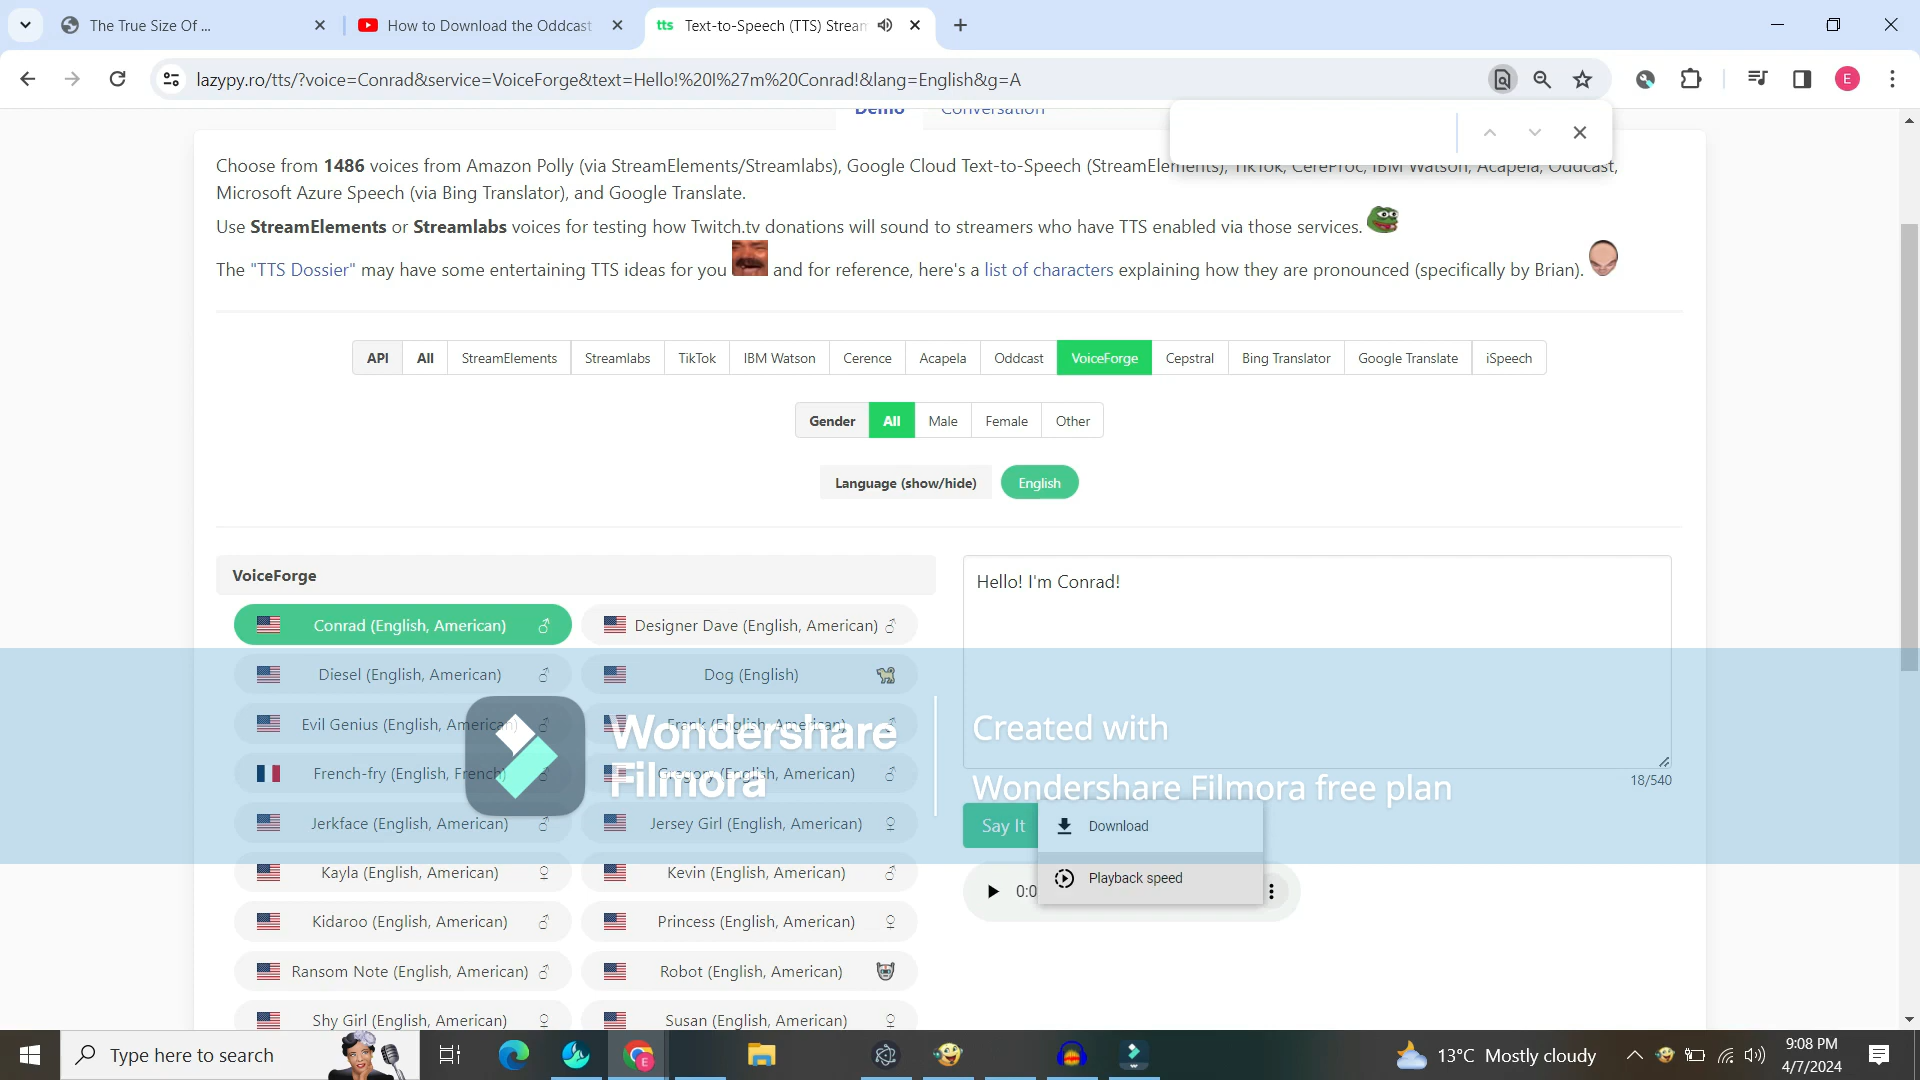 The True Size Of ...
How to Download the Oddcast
tts Text-to-Speech (TTS) Stream
lazypy.ro/tts/?voice=Conrad&service=VoiceForge&text=Hello!%20I%27m%20Conrad!&lang=English&g=A
E
Demo Conversation
Choose from 1486 voices from Amazon Polly (via StreamElements/Streamlabs), Google Cloud Text-to-Speech (StreamElements), TikTok, CereProc, IBM Watson, Acapela, Oddcast,
Microsoft Azure Speech (via Bing Translator), and Google Translate.
Use StreamElements or Streamlabs voices for testing how Twitch.tv donations will sound to streamers who have TTS enabled via those services.
The "TTS Dossier" may have some entertaining TTS ideas for you and for reference, here's a list of characters explaining how they are pronounced (specifically by Brian).
API All StreamElements Streamlabs TikTok IBM Watson Cerence Acapela Oddcast VoiceForge Cepstral Bing Translator Google Translate iSpeech
Gender All Male Female Other
Language (show/hide) English
VoiceForge
Hello! I'm Conrad!
Conrad (English, American) ♂ Designer Dave (English, American) ♂
Diesel (English, American) ♂ Dog (English)
Evil Genius (English, American) ♂ Frank (English, American) ♂
French-fry (English, French) ♂ Gregory (English, American) ♂
Jerkface (English, American) ♂ Jersey Girl (English, American) ♀
Kayla (English, American) ♀ Kevin (English, American) ♂
Kidaroo (English, American) ♂ Princess (English, American) ♀
Ransom Note (English, American) ♂ Robot (English, American)
Shy Girl (English, American) ♀ Susan (English, American) ♀
Wondershare
Filmora
Created with
Wondershare Filmora free plan
18/540
Say It
Download
Playback speed
0:0
Type here to search
E
13°C Mostly cloudy
9:08 PM
4/7/2024